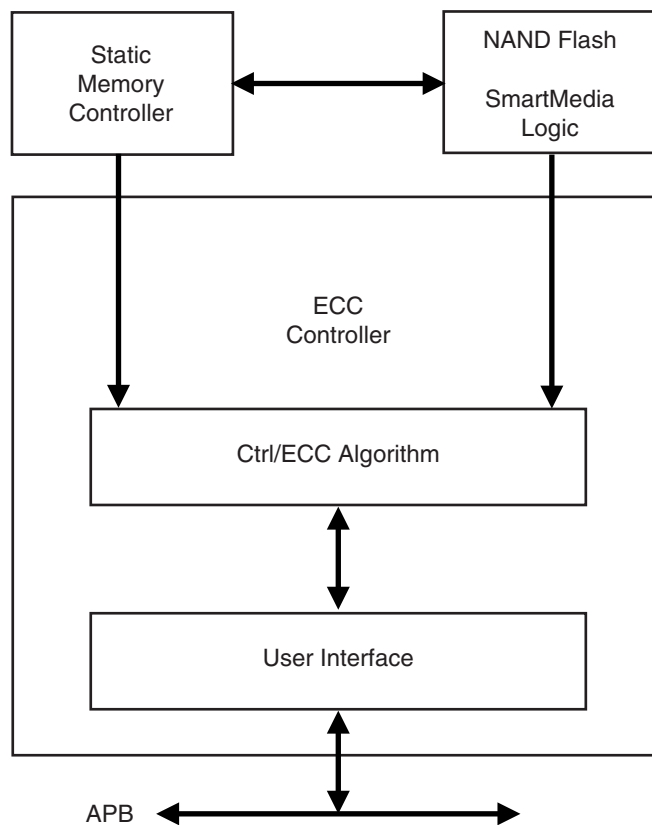 Static
Memory
Controller
NAND Flash
SmartMedia
Logic
ECC
Controller
Ctrl/ECC Algorithm
User Interface
APB